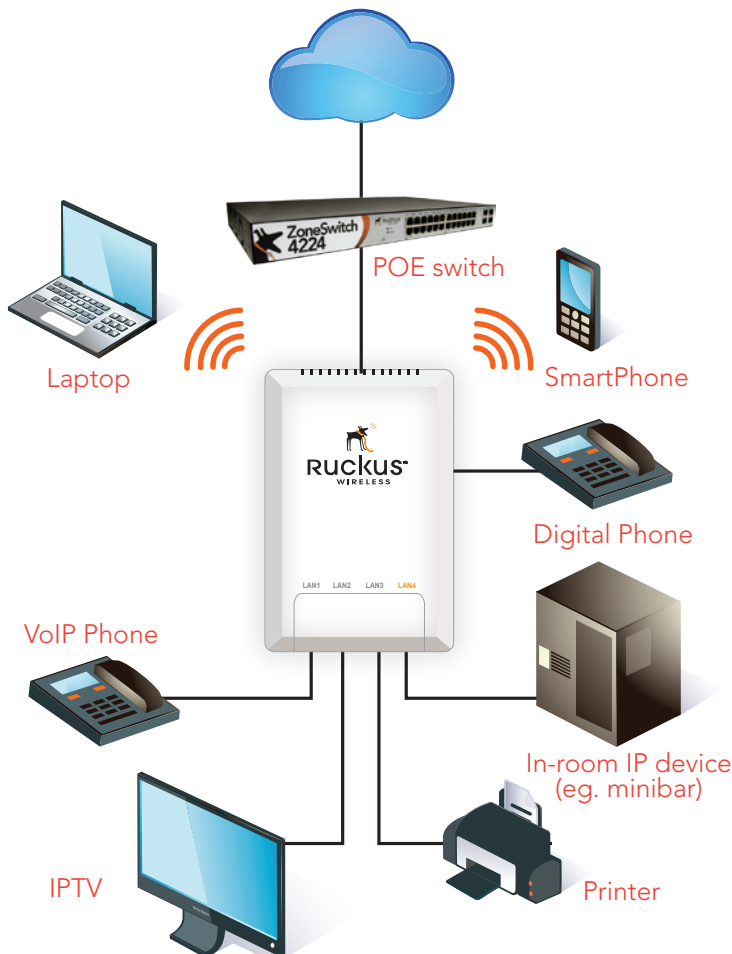 ZoneSwitch
4224
RUCKUS
POE switch
Laptop
SmartPhone
RUCKUS
WIRELESS
Digital Phone
LAN1 LAN2 LAN3 LAN4
VoIP Phone
In-room IP device
(eg. minibar)
IPTV
Printer